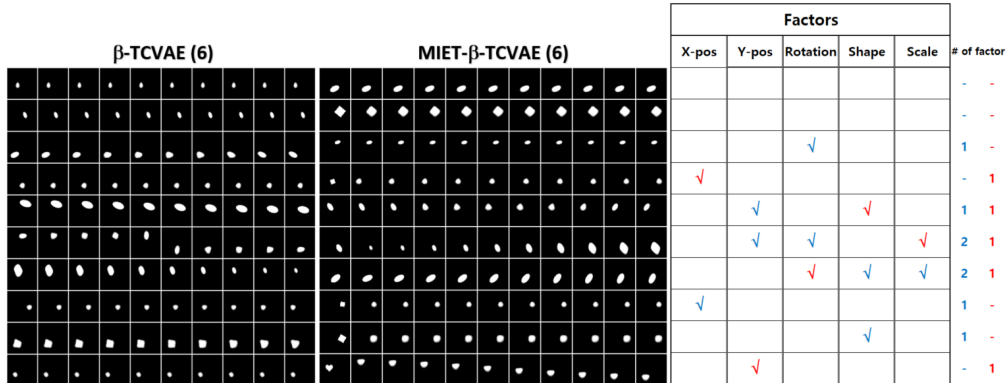 Factors
β-TCVAE (6) MIET-β-TCVAE (6) X-pos Y-pos Rotation Shape Scale # of factor
- -
- -
√ 1 -
√ - 1
√ √ 1 1
√ √ √ 2 1
√ √ √ 2 1
√ 1 -
√ 1 -
√ - 1